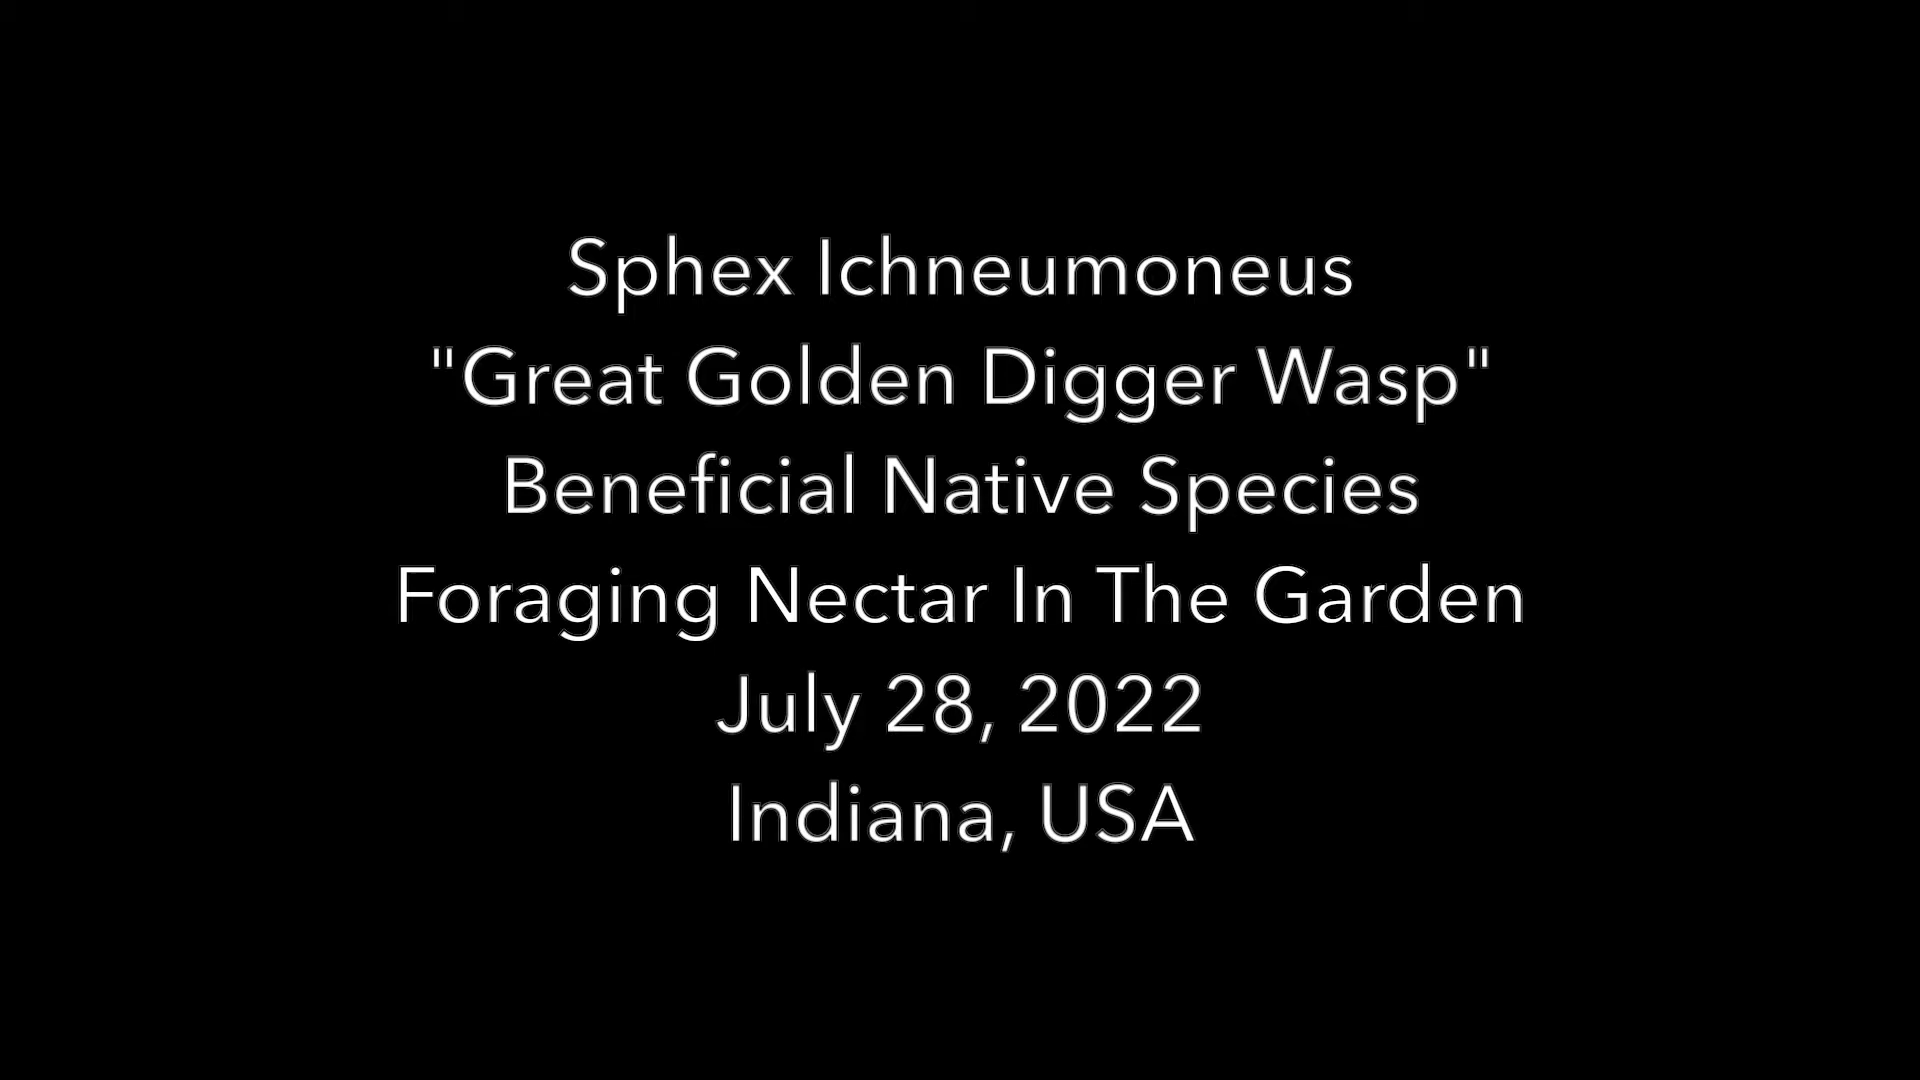 Sphex Ichneumoneus
"Great Golden Digger Wasp"
Beneficial Native Species
Foraging Nectar In The Garden
July 28, 2022
Indiana, USA